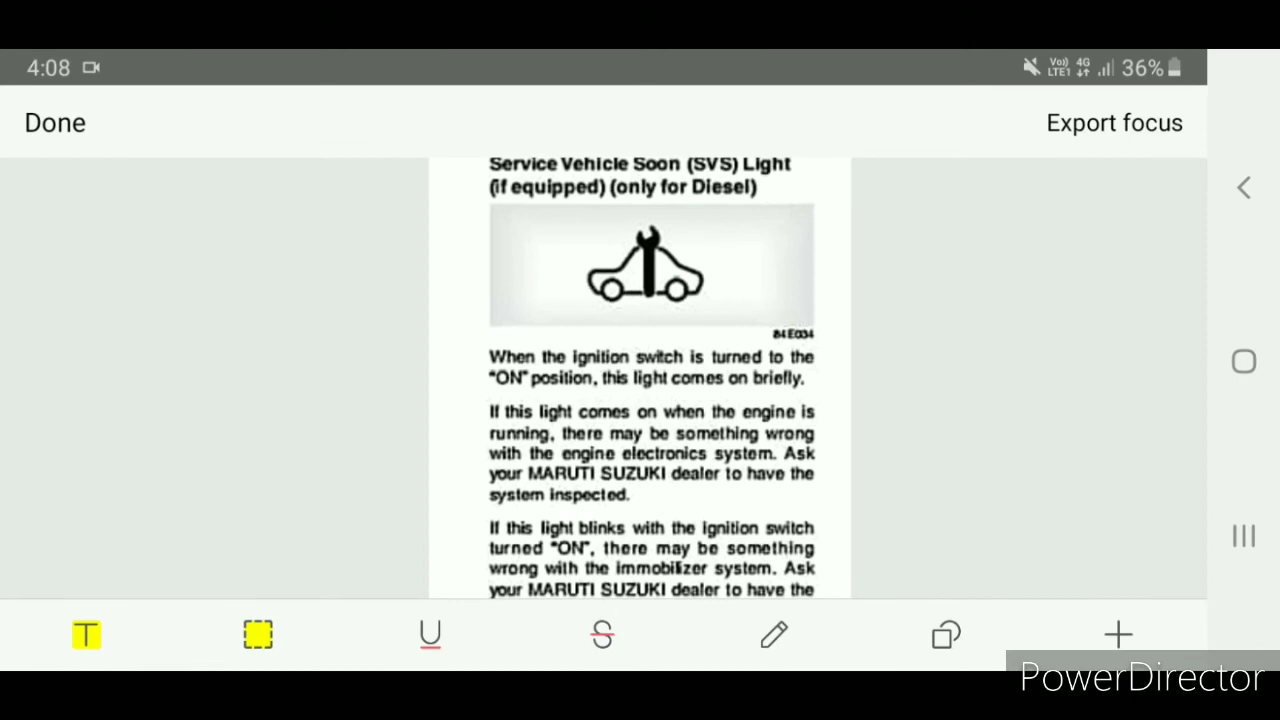 4:08
Vo)) 4G
LTE1 36%
Done
Export focus
Service Vehicle Soon (SVS) Light
(if equipped) (only for Diesel)
84E034
When the ignition switch is turned to the
"ON" position, this light comes on briefly.
If this light comes on when the engine is
running, there may be something wrong
with the engine electronics system. Ask
your MARUTI SUZUKI dealer to have the
system inspected.
If this light blinks with the ignition switch
turned "ON", there may be something
wrong with the immobilizer system. Ask
your MARUTI SUZUKI dealer to have the
T
U
S
PowerDirector